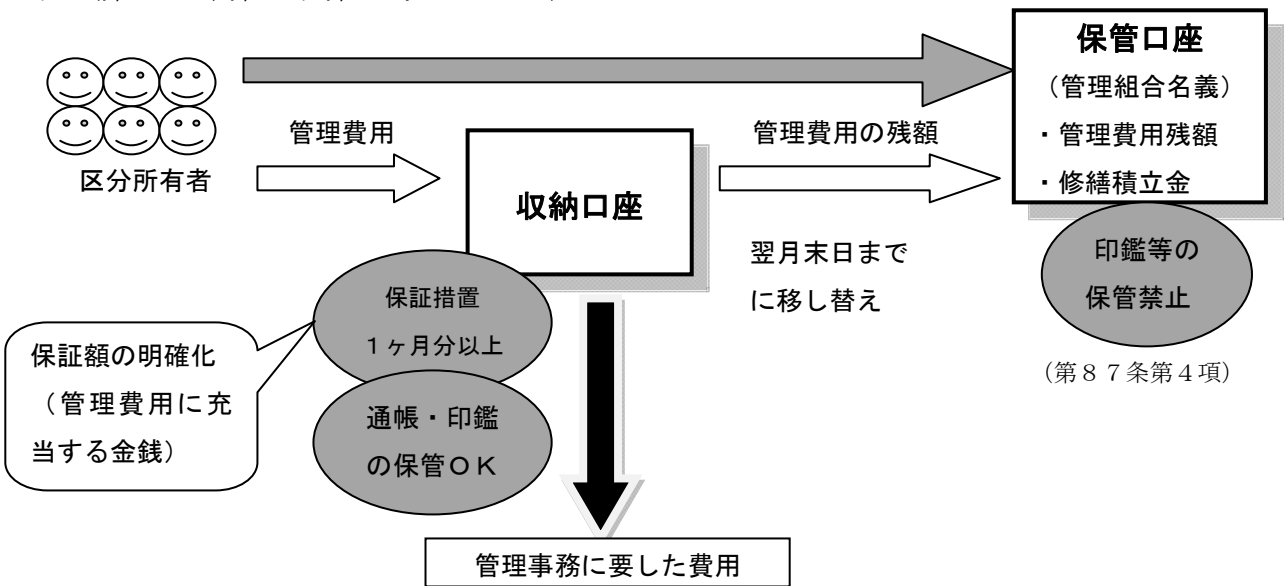 保管口座
（管理組合名義）
・管理費用残額
・修繕積立金
管理費用
管理費用の残額
区分所有者
収納口座
印鑑等の
保管禁止
翌月末日まで
に移し替え
保証措置
１ヶ月分以上
保証額の明確化
（管理費用に充
当する金銭）
（第８７条第４項）
通帳・印鑑
の保管ＯＫ
管理事務に要した費用